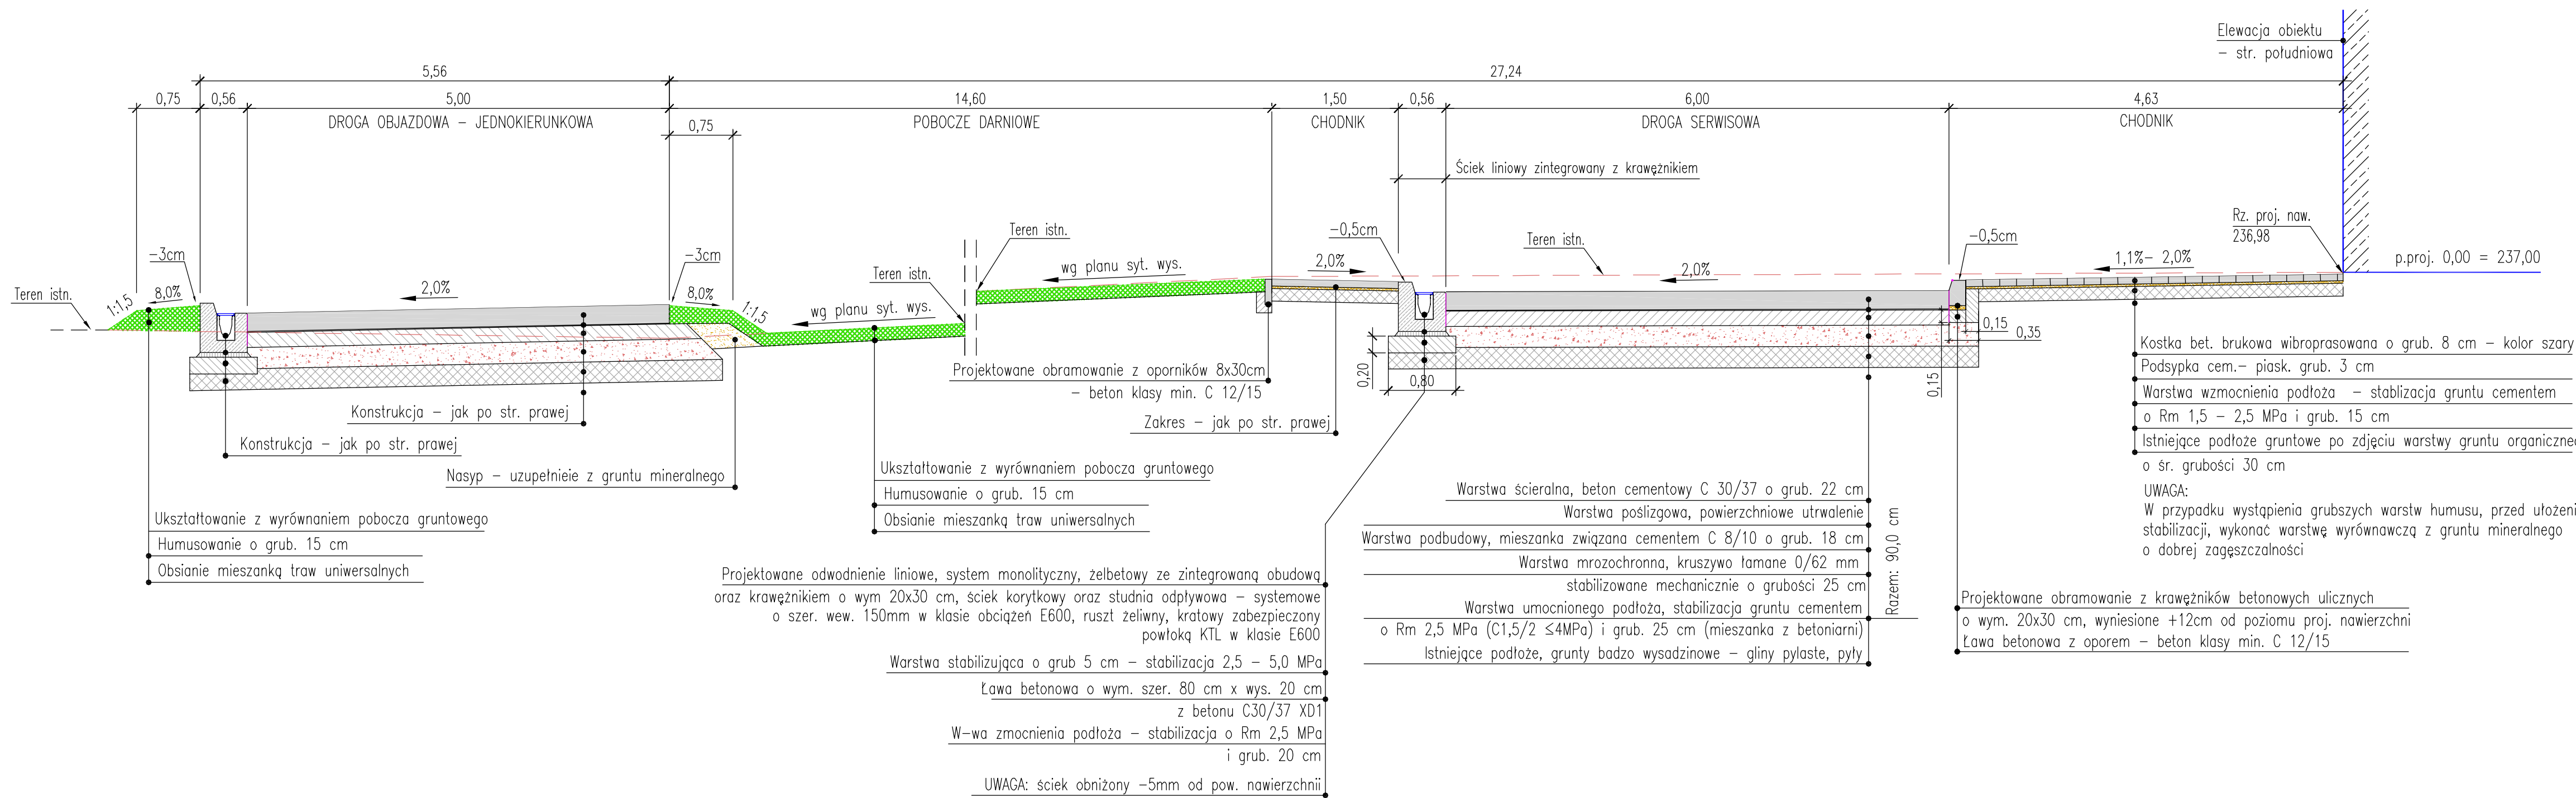 Elewacja obiektu
- str. południowa
5,56
27,24
0,75
0,56
5,00
14,60
1,50
0,56
6,00
4,63
DROGA OBJAZDOWA - JEDNOKIERUNKOWA
0,75
POBOCZE DARNIOWE
CHODNIK
DROGA SERWISOWA
CHODNIK
Ściek liniowy zintegrowany z krawężnikiem
Teren istn.
-3cm
8,0%
1:1,5
2,0%
-3cm
8,0%
1:1,5
Teren istn.
wg planu syt. wys.
Teren istn.
wg planu syt. wys.
2,0%
-0,5cm
Teren istn.
2,0%
-0,5cm
1,1%- 2,0%
Rz. proj. naw.
236,98
p.proj. 0,00 = 237,00
0,15
0,35
0,15
0,20
0,80
Projektowane obramowanie z oporników 8x30cm
- beton klasy min. C 12/15
Zakres - jak po str. prawej
Konstrukcja - jak po str. prawej
Konstrukcja - jak po str. prawej
Nasyp - uzupełnieie z gruntu mineralnego
Ukształtowanie z wyrównaniem pobocza gruntowego
Humusowanie o grub. 15 cm
Obsianie mieszanką traw uniwersalnych
Ukształtowanie z wyrównaniem pobocza gruntowego
Humusowanie o grub. 15 cm
Obsianie mieszanką traw uniwersalnych
Projektowane odwodnienie liniowe, system monolityczny, żelbetowy ze zintegrowaną obudową
oraz krawężnikiem o wym 20x30 cm, ściek korytkowy oraz studnia odpływowa - systemowe
o szer. wew. 150mm w klasie obciążeń E600, ruszt żeliwny, kratowy zabezpieczony
powłoką KTL w klasie E600
Warstwa stabilizująca o grub 5 cm - stabilizacja 2,5 - 5,0 MPa
Ława betonowa o wym. szer. 80 cm x wys. 20 cm
z betonu C30/37 XD1
W-wa zmocnienia podłoża - stabilizacja o Rm 2,5 MPa
i grub. 20 cm
UWAGA: ściek obniżony -5mm od pow. nawierzchnii
Warstwa ścieralna, beton cementowy C 30/37 o grub. 22 cm
Warstwa poślizgowa, powierzchniowe utrwalenie
Warstwa podbudowy, mieszanka związana cementem C 8/10 o grub. 18 cm
Warstwa mrozochronna, kruszywo łamane 0/62 mm
stabilizowane mechanicznie o grubości 25 cm
Warstwa umocnionego podłoża, stabilizacja gruntu cementem
o Rm 2,5 MPa (C1,5/2 ≤4MPa) i grub. 25 cm (mieszanka z betoniarni)
Istniejące podłoże, grunty badzo wysadzinowe - gliny pylaste, pyły
Razem: 90,0 cm
Kostka bet. brukowa wibroprasowana o grub. 8 cm - kolor szary
Podsypka cem.- piask. grub. 3 cm
Warstwa wzmocnienia podłoża - stablizacja gruntu cementem
o Rm 1,5 - 2,5 MPa i grub. 15 cm
Istniejące podłoże gruntowe po zdjęciu warstwy gruntu organiczneg
o śr. grubości 30 cm
UWAGA:
W przypadku wystąpienia grubszych warstw humusu, przed ułożeni
stabilizacji, wykonać warstwę wyrównawczą z gruntu mineralnego
o dobrej zagęszczalności
Projektowane obramowanie z krawężników betonowych ulicznych
o wym. 20x30 cm, wyniesione +12cm od poziomu proj. nawierzchni
Ława betonowa z oporem - beton klasy min. C 12/15